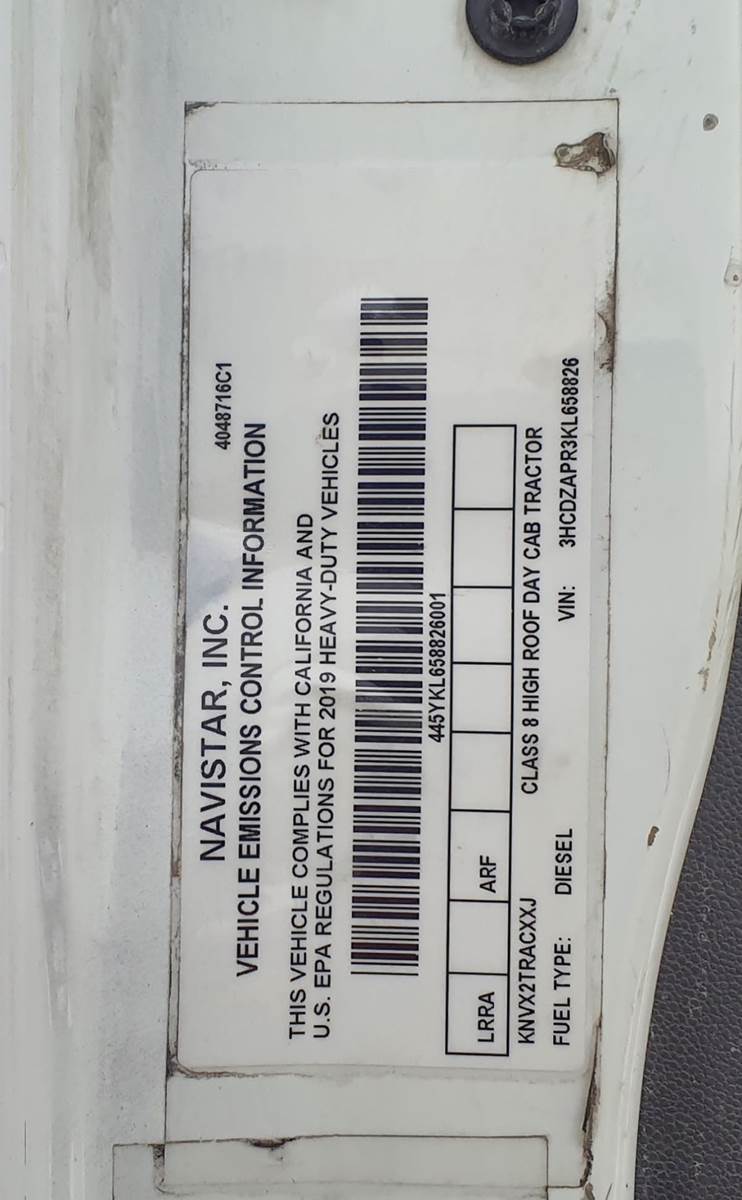 4048716C1
NAVISTAR, INC.
VEHICLE EMISSIONS CONTROL INFORMATION
THIS VEHICLE COMPLIES WITH CALIFORNIA AND
U.S. EPA REGULATIONS FOR 2019 HEAVY-DUTY VEHICLES
445YKL658826001
LRRA ARF
KNVX2TRACXXJ CLASS 8 HIGH ROOF DAY CAB TRACTOR
FUEL TYPE: DIESEL VIN: 3HCDZAPR3KL658826